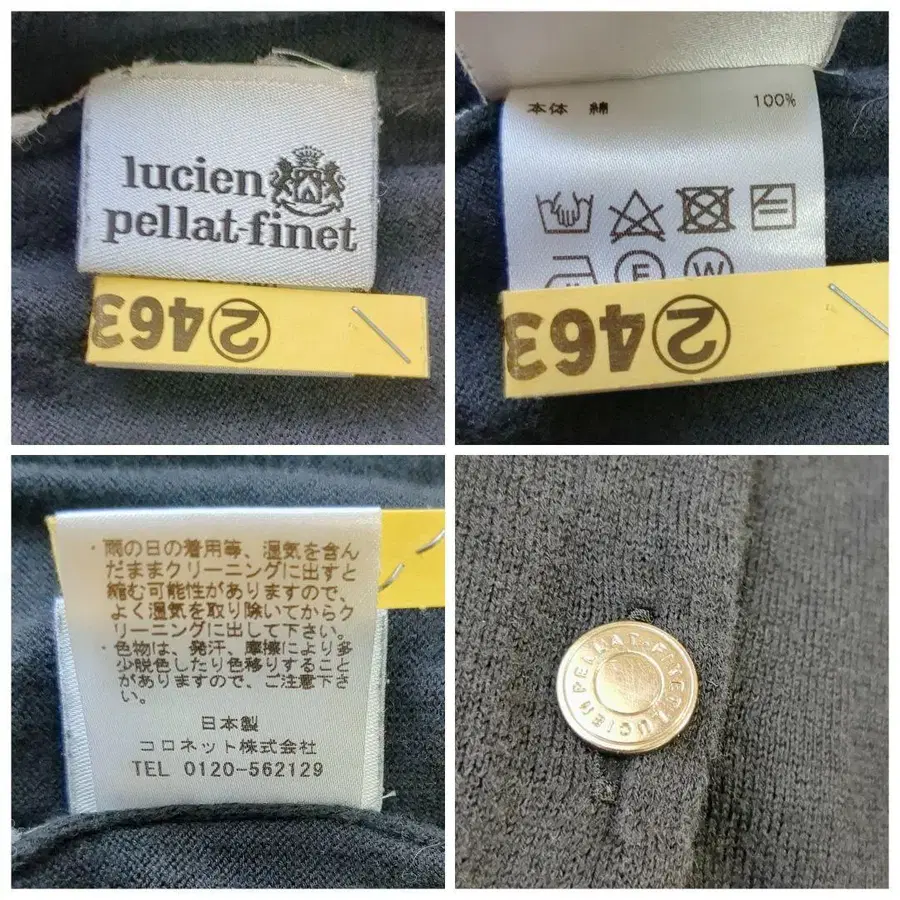 lucien
pellat-finet
②463
本体 綿 100%
F
W
②463
・雨の日の着用等、湿気を含ん
だままクリーニングに出すと
縮む可能性がありますので、
よく湿気を取り除いてからク
リーニングに出して下さい。
・色物は、発汗、摩擦により多
少脱色したり色移りすること
がありますので、ご注意下さ
い。
日本製
コロネット株式会社
TEL 0120-562129
LUCIEN PELLAT-FINET